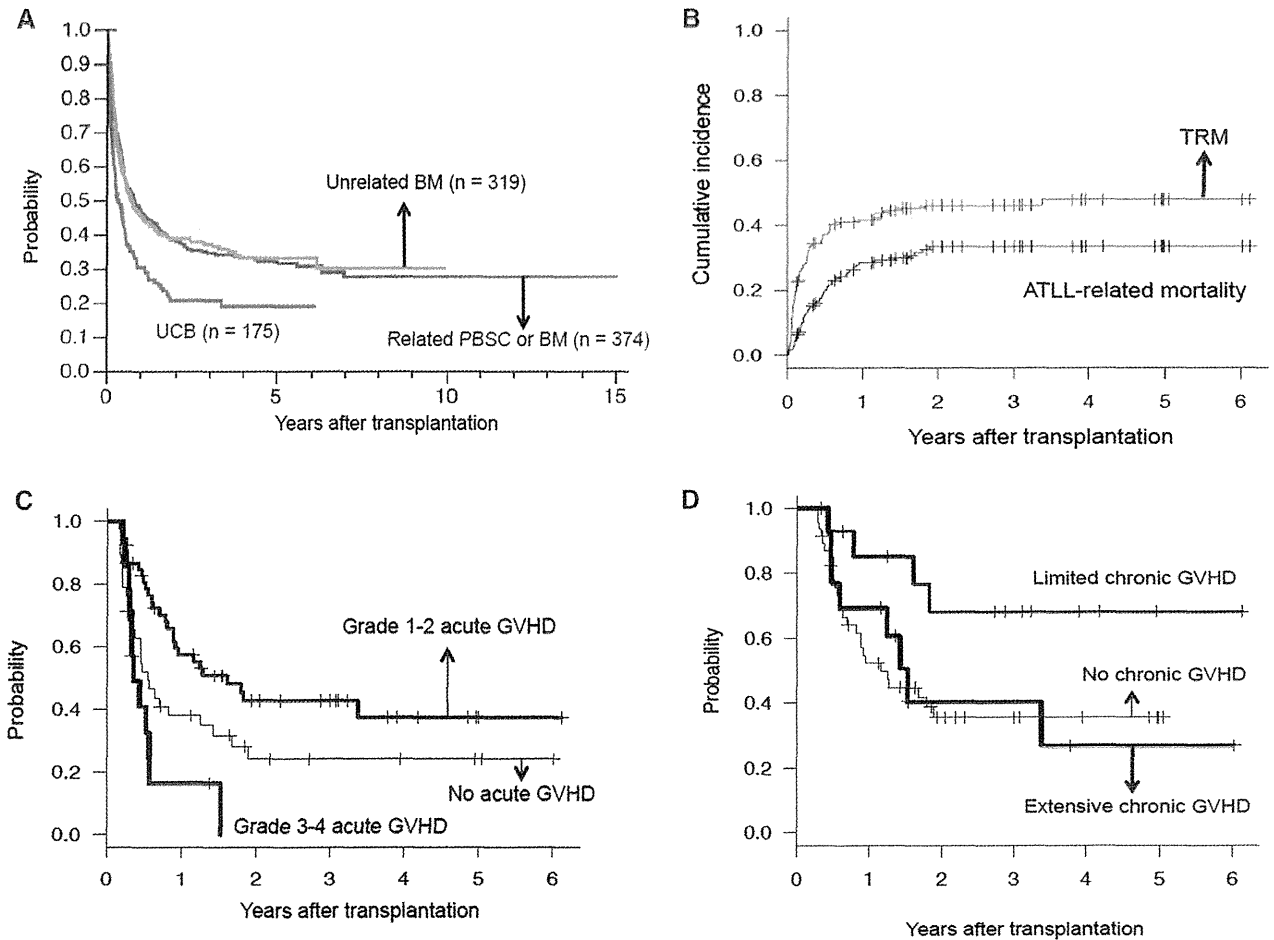 A
Probability
1.0
0.9
0.8
0.7
0.6
0.5
0.4
0.3
0.2
0.1
0.0
Unrelated BM (n = 319)
UCB (n = 175)
Related PBSC or BM (n = 374)
0 5 10 15
Years after transplantation
B
Cumulative incidence
1.0
0.8
0.6
0.4
0.2
0.0
TRM
ATLL-related mortality
0 1 2 3 4 5 6
Years after transplantation
C
Probability
1.0
0.8
0.6
0.4
0.2
0.0
Grade 1-2 acute GVHD
No acute GVHD
Grade 3-4 acute GVHD
0 1 2 3 4 5 6
Years after transplantation
D
Probability
1.0
0.8
0.6
0.4
0.2
0.0
Limited chronic GVHD
No chronic GVHD
Extensive chronic GVHD
0 1 2 3 4 5 6
Years after transplantation